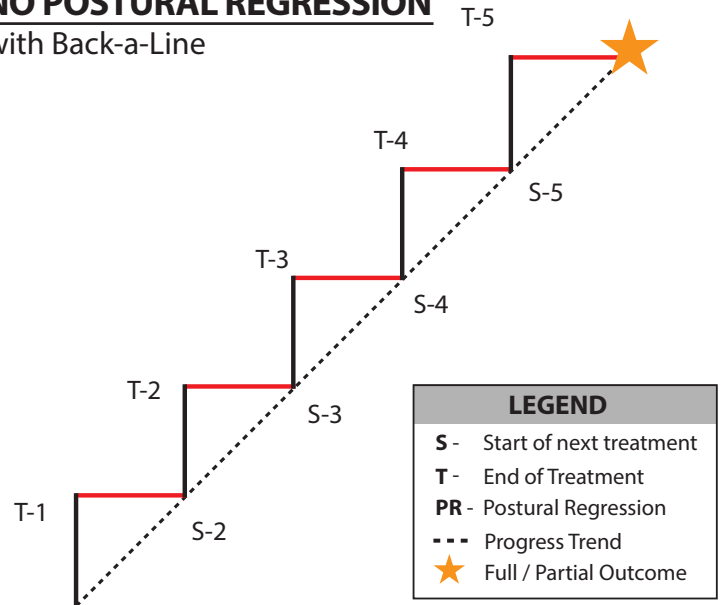 NO POSTURAL REGRESSION
with Back-a-Line
T-5
T-4
S-5
T-3
S-4
T-2
S-3
T-1
S-2
LEGEND
S - Start of next treatment
T - End of Treatment
PR - Postural Regression
--- Progress Trend
Full / Partial Outcome